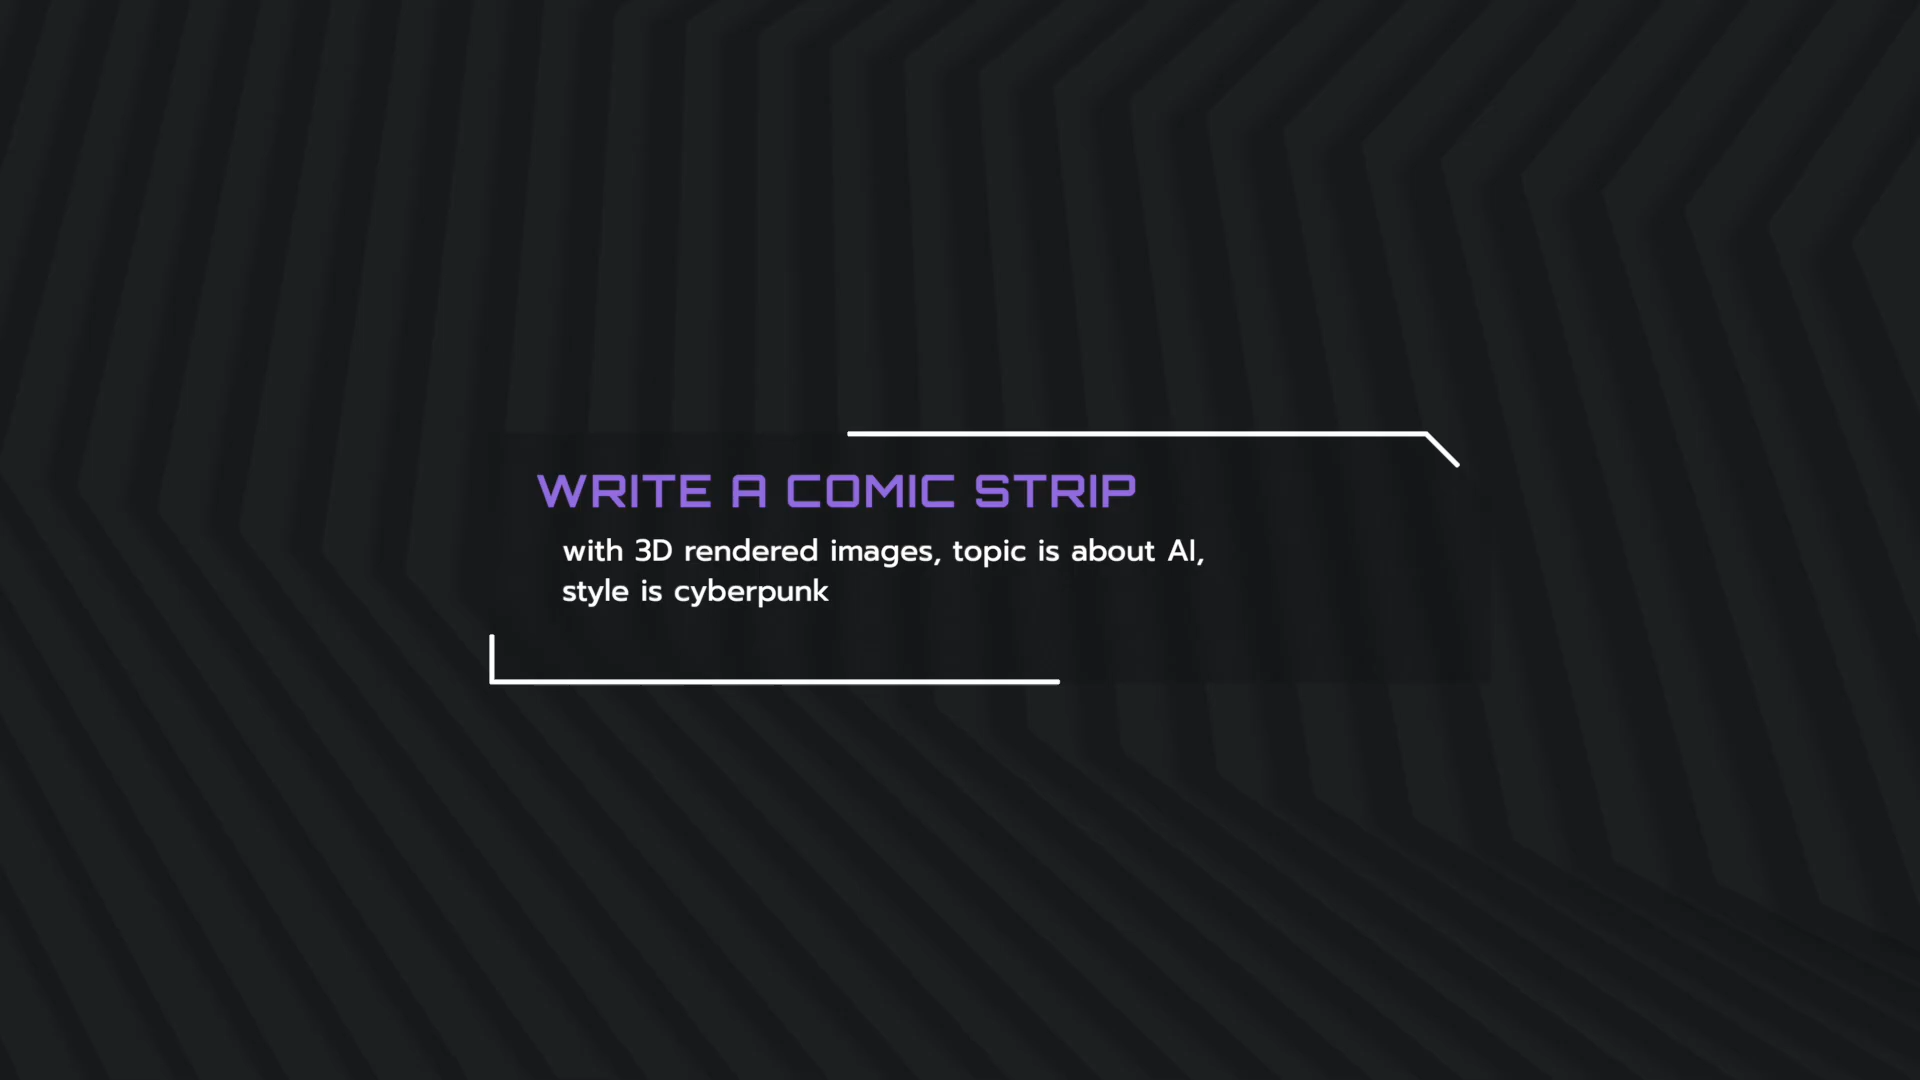 WRITE A COMIC STRIP
with 3D rendered images, topic is about AI,
style is cyberpunk